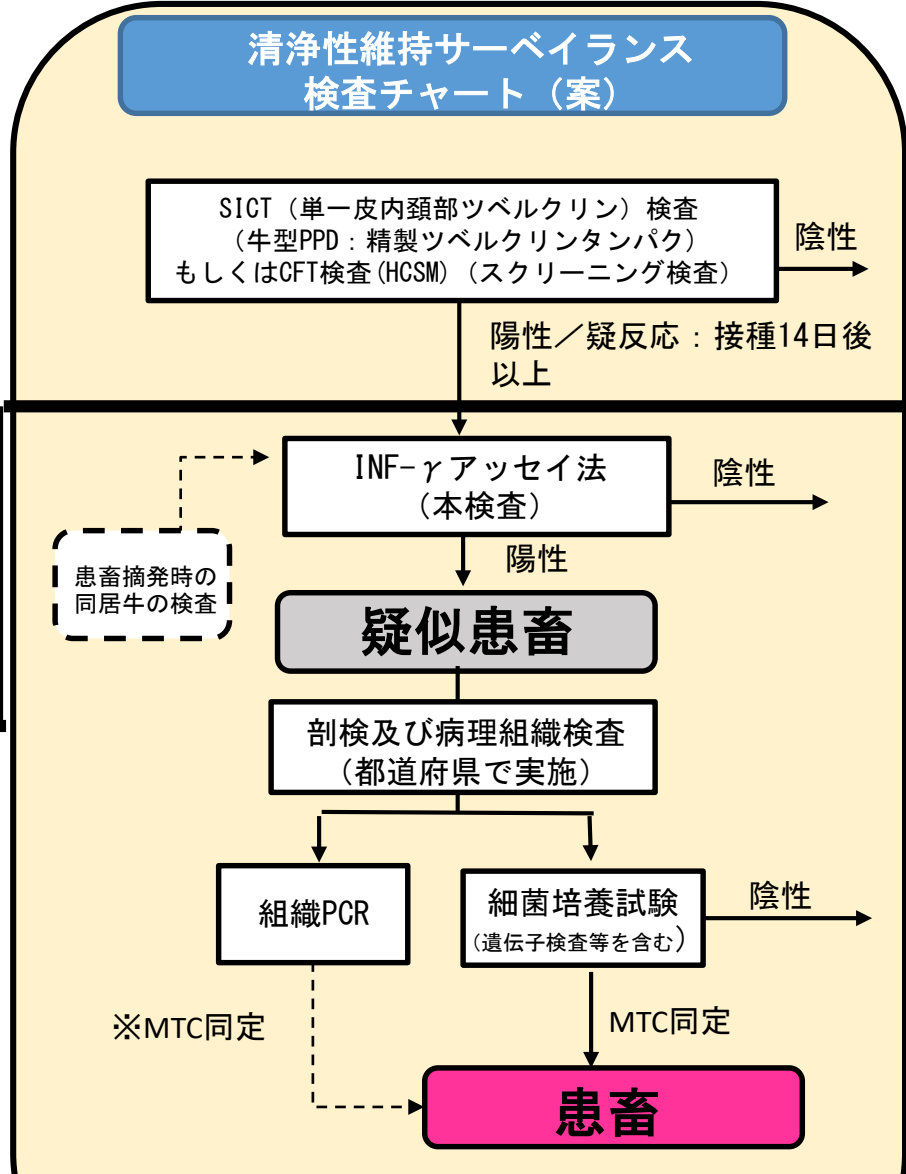 清浄性維持サーベイランス
検査チャート（案）
SICT（単一皮内頚部ツベルクリン）検査
（牛型PPD：精製ツベルクリンタンパク）
もしくはCFT検査(HCSM)（スクリーニング検査）
陰性
陽性／疑反応：接種14日後
以上
INF-γアッセイ法
（本検査）
陰性
患畜摘発時の
同居牛の検査
陽性
疑似患畜
剖検及び病理組織検査
（都道府県で実施）
組織PCR
細菌培養試験
（遺伝子検査等を含む）
陰性
※MTC同定
MTC同定
患畜